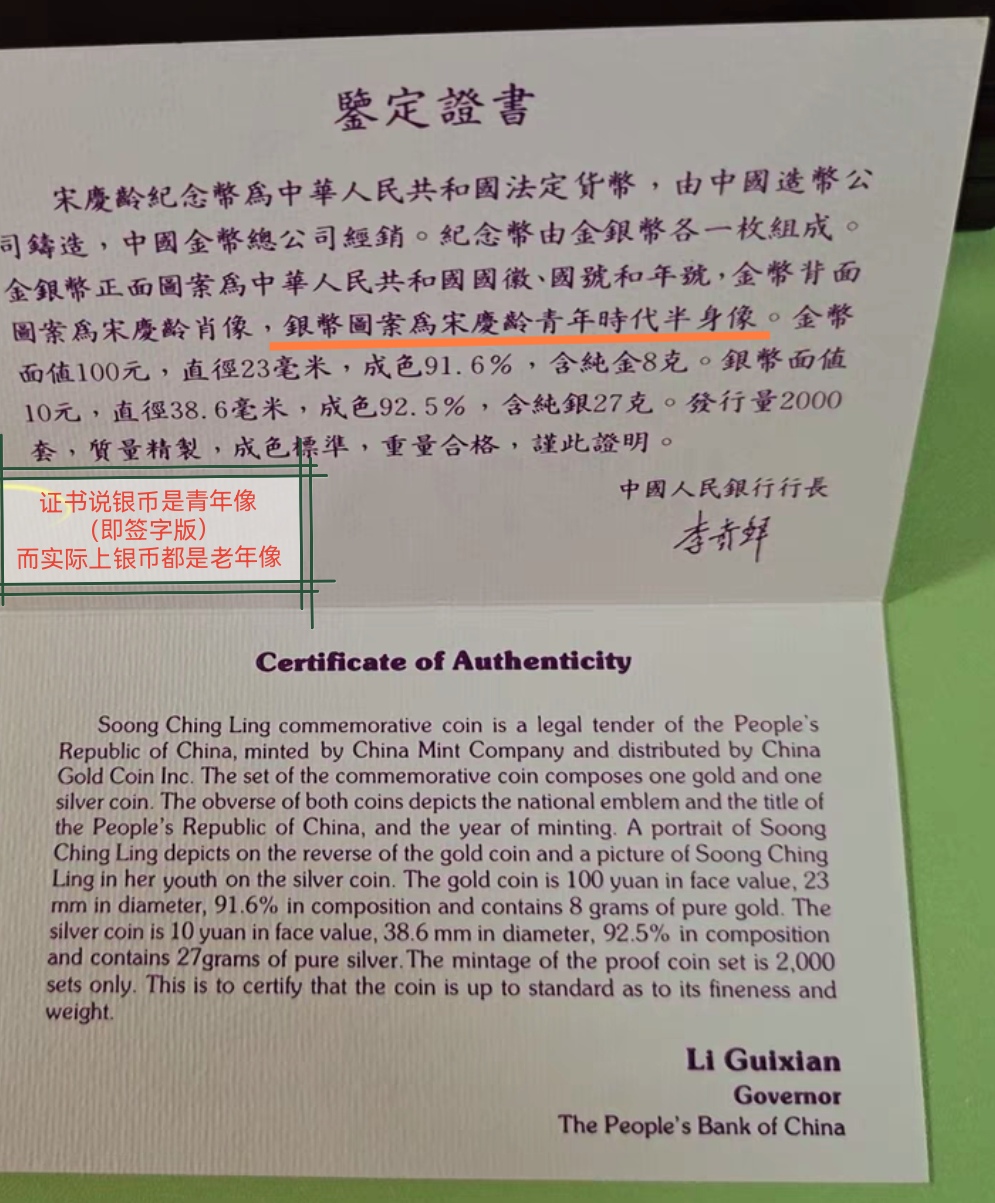 鑒定證書
宋慶齡紀念幣爲中華人民共和國法定貨幣，由中國造幣公
司鑄造，中國金幣總公司經銷。紀念幣由金銀幣各一枚組成。
金銀幣正面圖案爲中華人民共和國國徽、國號和年號，金幣背面
圖案爲宋慶齡肖像，銀幣圖案爲宋慶齡青年時代半身像。金幣
面值100元，直徑23毫米，成色91.6%，含純金8克。銀幣面值
10元，直徑38.6毫米，成色92.5%，含純銀27克。發行量2000
套，質量精製，成色標準，重量合格，謹此證明。
中國人民銀行行長
李貴鲜
证书说银币是青年像
（即签字版）
而实际上银币都是老年像
Certificate of Authenticity
Soong Ching Ling commemorative coin is a legal tender of the People's
Republic of China, minted by China Mint Company and distributed by China
Gold Coin Inc. The set of the commemorative coin composes one gold and one
silver coin. The obverse of both coins depicts the national emblem and the title of
the People's Republic of China, and the year of minting. A portrait of Soong
Ching Ling depicts on the reverse of the gold coin and a picture of Soong Ching
Ling in her youth on the silver coin. The gold coin is 100 yuan in face value, 23
mm in diameter, 91.6% in composition and contains 8 grams of pure gold. The
silver coin is 10 yuan in face value, 38.6 mm in diameter, 92.5% in composition
and contains 27grams of pure silver. The mintage of the proof coin set is 2,000
sets only. This is to certify that the coin is up to standard as to its fineness and
weight.
Li Guixian
Governor
The People's Bank of China